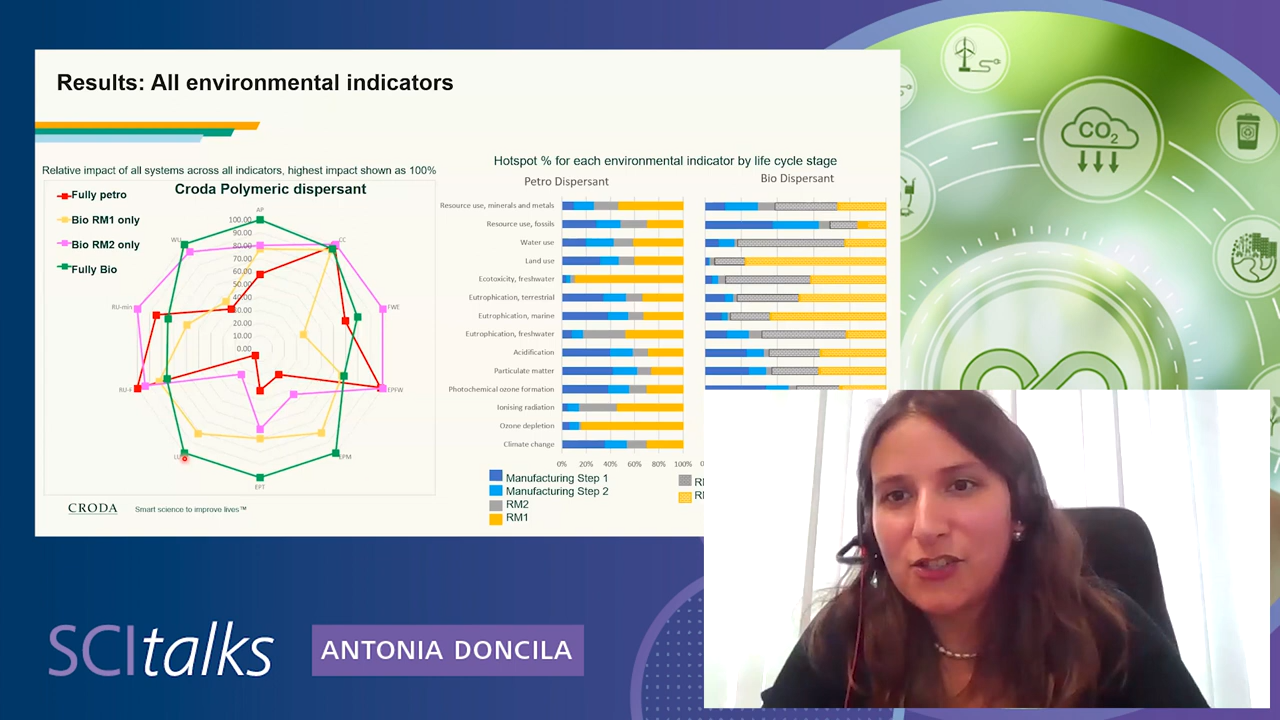 Results: All environmental indicators
Relative impact of all systems across all indicators, highest impact shown as 100%
Croda Polymeric dispersant
Fully petro
Bio RM1 only
Bio RM2 only
Fully Bio
AP
CC
FWE
EPFW
EPM
EPT
LU
RU-F
RU-min
WU
100.00
90.00
80.00
70.00
60.00
50.00
40.00
30.00
20.00
10.00
0.00
Hotspot % for each environmental indicator by life cycle stage
Petro Dispersant
Bio Dispersant
Resource use, minerals and metals
Resource use, fossils
Water use
Land use
Ecotoxicity, freshwater
Eutrophication, terrestrial
Eutrophication, marine
Eutrophication, freshwater
Acidification
Particulate matter
Photochemical ozone formation
Ionising radiation
Ozone depletion
Climate change
0% 20% 40% 60% 80% 100%
Manufacturing Step 1
Manufacturing Step 2
RM2
RM1
CRODA
Smart science to improve lives™
CO2
SCItalks
ANTONIA DONCILA